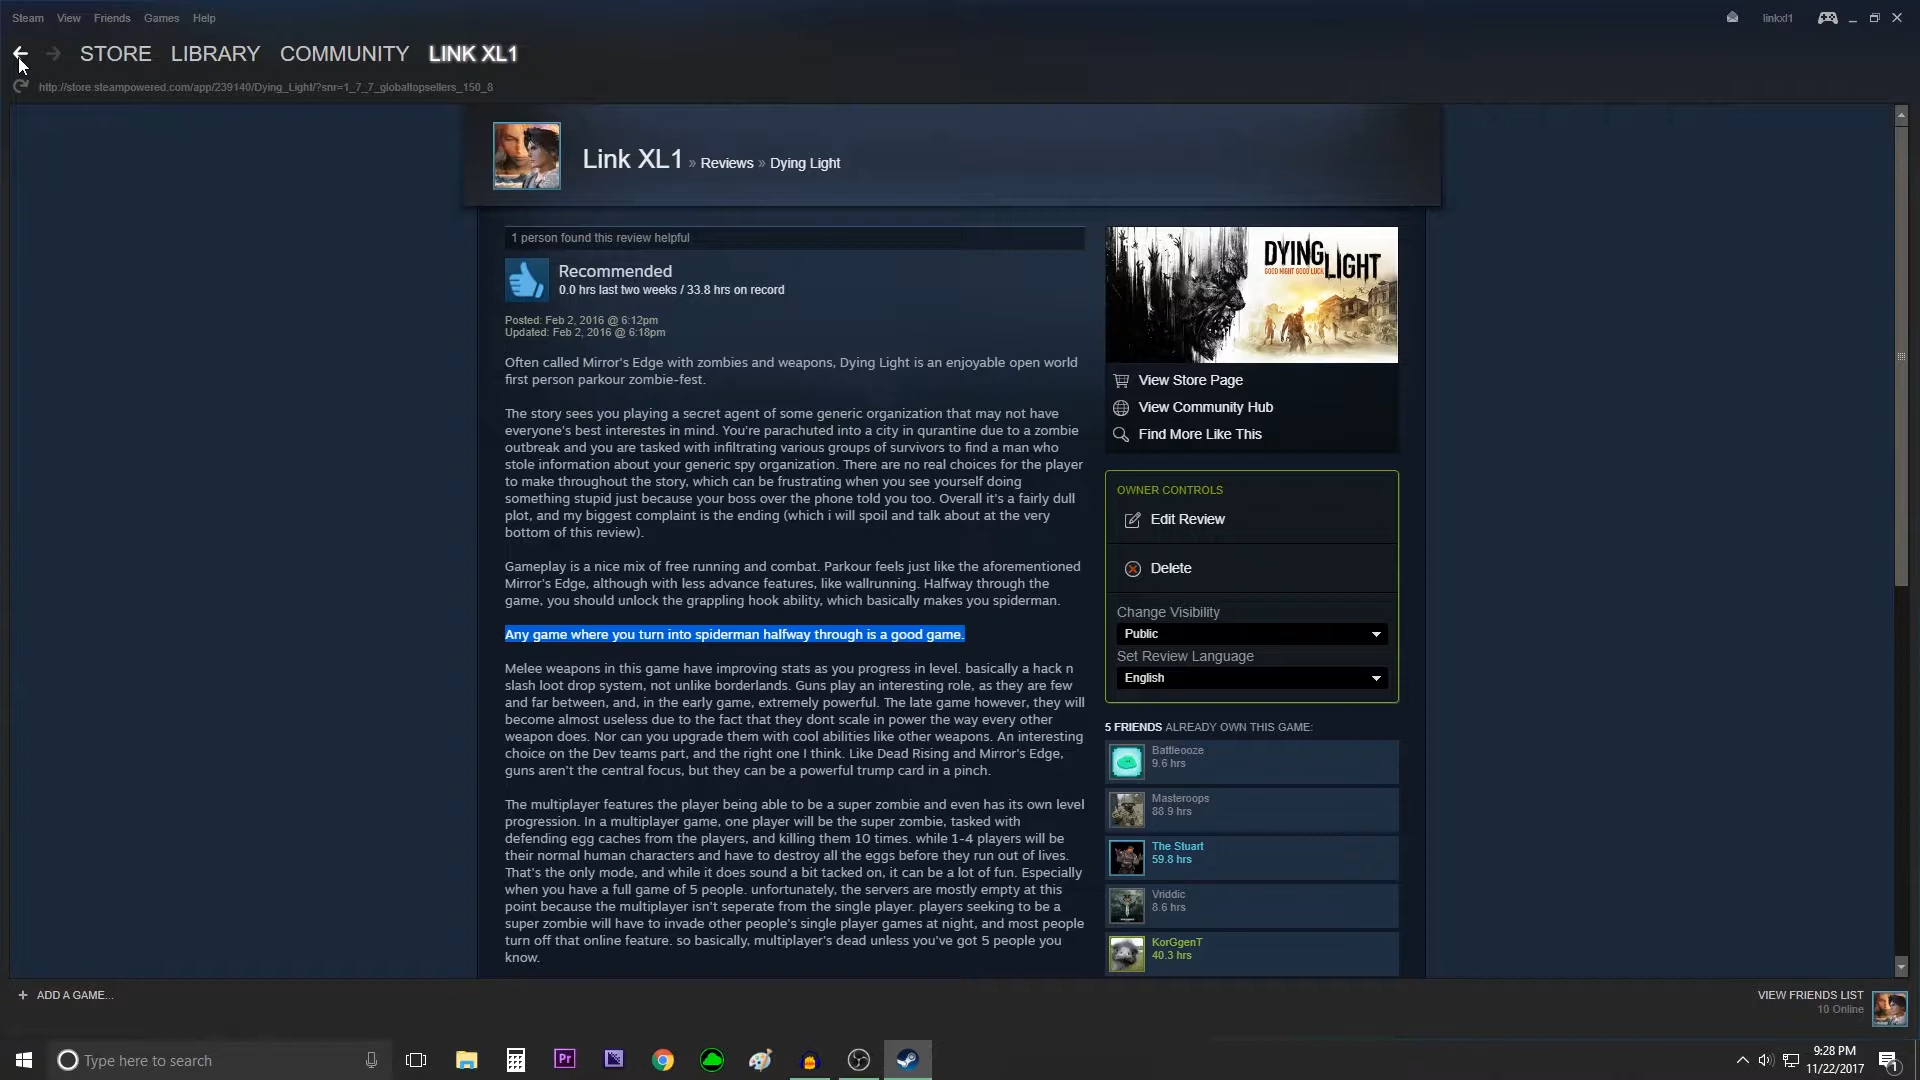 Steam View Friends Games Help
linkxl1
STORE LIBRARY COMMUNITY LINK XL1
http://store.steampowered.com/app/239140/Dying_Light/?snr=1_7_7_globaltopsellers_150_8
Link XL1 » Reviews » Dying Light
1 person found this review helpful
Recommended
0.0 hrs last two weeks / 33.8 hrs on record
Posted: Feb 2, 2016 @ 6:12pm
Updated: Feb 2, 2016 @ 6:18pm
Often called Mirror's Edge with zombies and weapons, Dying Light is an enjoyable open world
first person parkour zombie-fest.
The story sees you playing a secret agent of some generic organization that may not have
everyone's best interestes in mind. You're parachuted into a city in qurantine due to a zombie
outbreak and you are tasked with infiltrating various groups of survivors to find a man who
stole information about your generic spy organization. There are no real choices for the player
to make throughout the story, which can be frustrating when you see yourself doing
something stupid just because your boss over the phone told you too. Overall it's a fairly dull
plot, and my biggest complaint is the ending (which i will spoil and talk about at the very
bottom of this review).
Gameplay is a nice mix of free running and combat. Parkour feels just like the aforementioned
Mirror's Edge, although with less advance features, like wallrunning. Halfway through the
game, you should unlock the grappling hook ability, which basically makes you spiderman.
Any game where you turn into spiderman halfway through is a good game.
Melee weapons in this game have improving stats as you progress in level. basically a hack n
slash loot drop system, not unlike borderlands. Guns play an interesting role, as they are few
and far between, and, in the early game, extremely powerful. The late game however, they will
become almost useless due to the fact that they dont scale in power the way every other
weapon does. Nor can you upgrade them with cool abilities like other weapons. An interesting
choice on the Dev teams part, and the right one I think. Like Dead Rising and Mirror's Edge,
guns aren't the central focus, but they can be a powerful trump card in a pinch.
The multiplayer features the player being able to be a super zombie and even has its own level
progression. In a multiplayer game, one player will be the super zombie, tasked with
defending egg caches from the players, and killing them 10 times. while 1-4 players will be
their normal human characters and have to destroy all the eggs before they run out of lives.
That's the only mode, and while it does sound a bit tacked on, it can be a lot of fun. Especially
when you have a full game of 5 people. unfortunately, the servers are mostly empty at this
point because the multiplayer isn't seperate from the single player. players seeking to be a
super zombie will have to invade other people's single player games at night, and most people
turn off that online feature. so basically, multiplayer's dead unless you've got 5 people you
know.
DYING LIGHT
GOOD NIGHT GOOD LUCK
View Store Page
View Community Hub
Find More Like This
OWNER CONTROLS
Edit Review
Delete
Change Visibility
Public
Set Review Language
English
5 FRIENDS ALREADY OWN THIS GAME:
Battleooze
9.6 hrs
Masteroops
88.9 hrs
The Stuart
59.8 hrs
Vriddic
8.6 hrs
KorGgenT
40.3 hrs
+ ADD A GAME...
VIEW FRIENDS LIST
10 Online
Type here to search
Pr
9:28 PM
11/22/2017
1